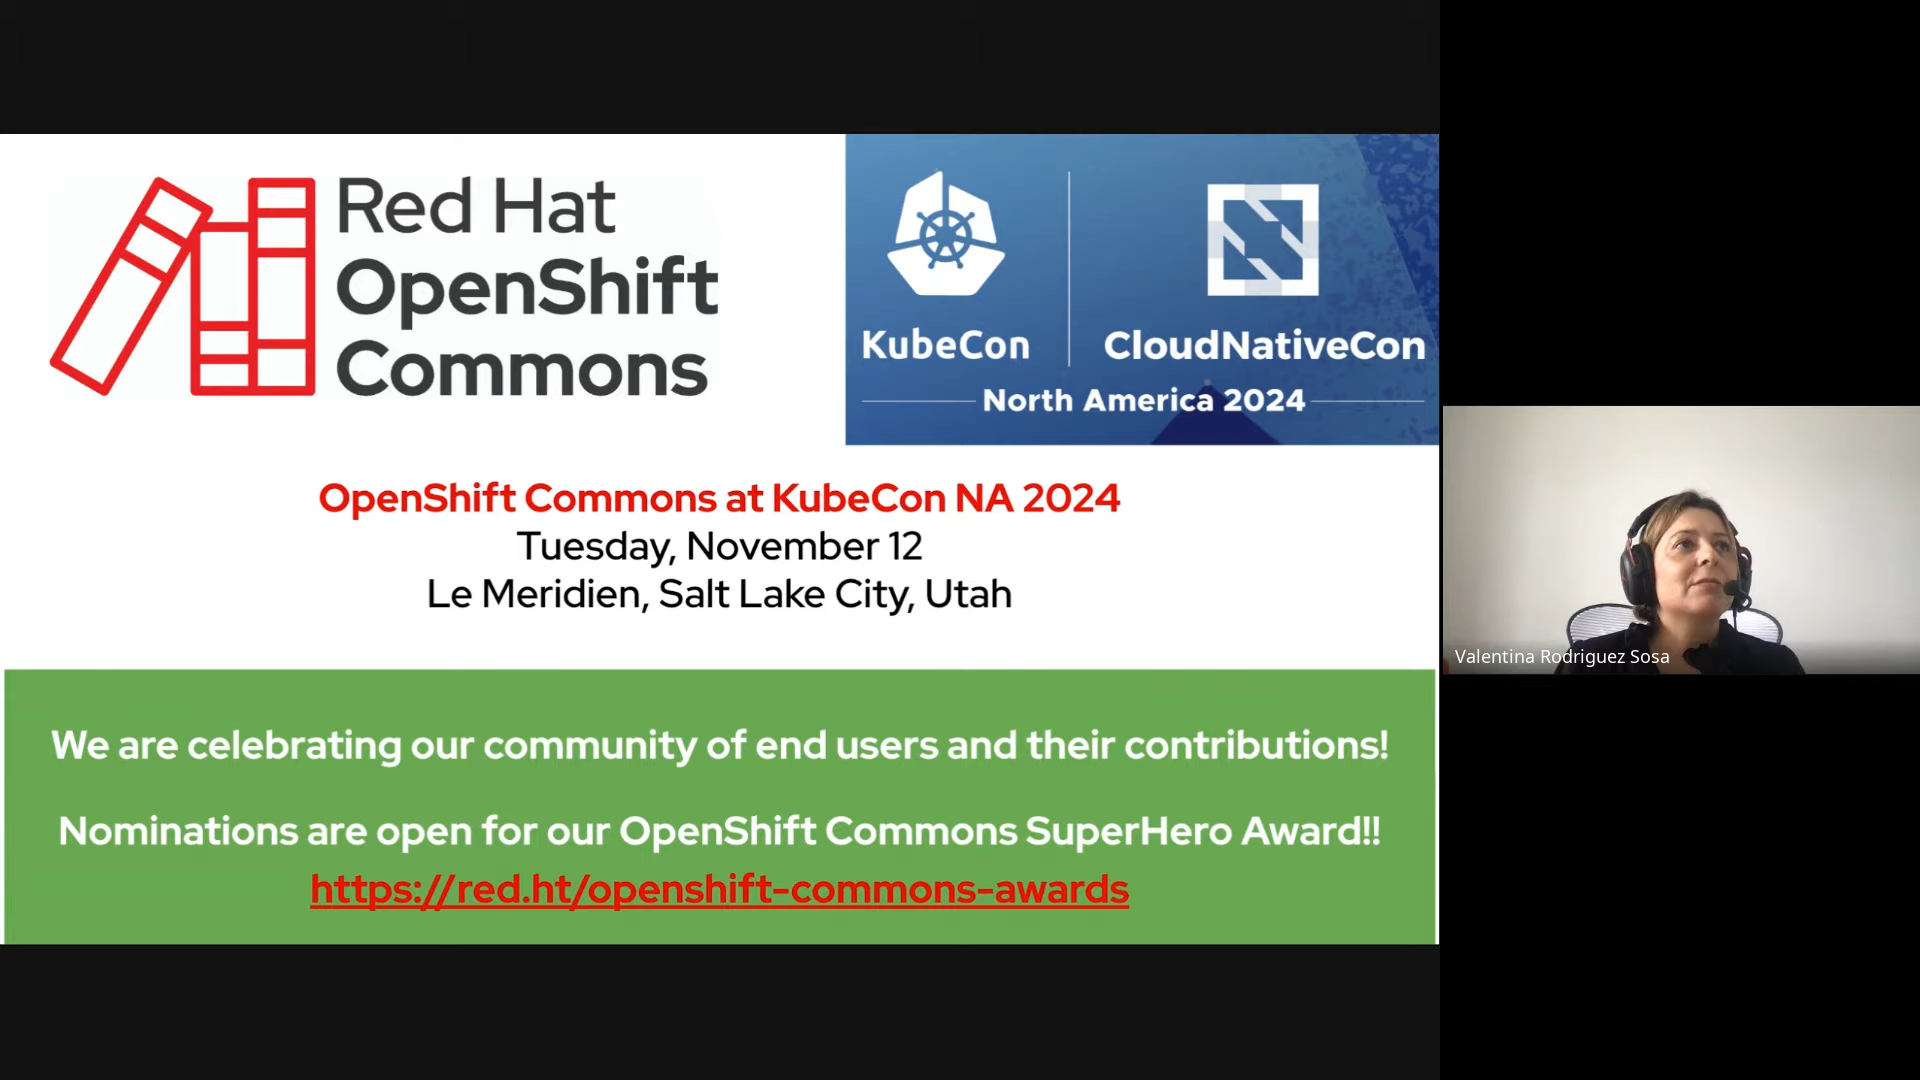 Red Hat
OpenShift
Commons
KubeCon
CloudNativeCon
North America 2024
OpenShift Commons at KubeCon NA 2024
Tuesday, November 12
Le Meridien, Salt Lake City, Utah
We are celebrating our community of end users and their contributions!
Nominations are open for our OpenShift Commons SuperHero Award!!
https://red.ht/openshift-commons-awards
Valentina Rodriguez Sosa